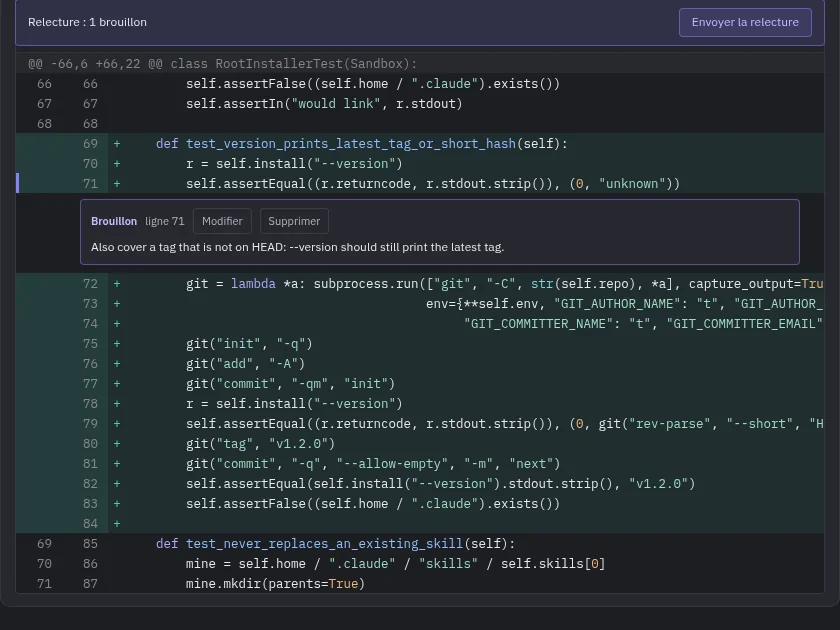 Relecture : 1 brouillon
Envoyer la relecture
@@ -66,6 +66,22 @@ class RootInstallerTest(Sandbox):
66 66 self.assertFalse((self.home / ".claude").exists())
67 67 self.assertIn("would link", r.stdout)
68 68
69 + def test_version_prints_latest_tag_or_short_hash(self):
70 + r = self.install("--version")
71 + self.assertEqual((r.returncode, r.stdout.strip()), (0, "unknown"))
Brouillon ligne 71 Modifier Supprimer
Also cover a tag that is not on HEAD: --version should still print the latest tag.
72 + git = lambda *a: subprocess.run(["git", "-C", str(self.repo), *a], capture_output=Tru
73 + env={**self.env, "GIT_AUTHOR_NAME": "t", "GIT_AUTHOR_
74 + "GIT_COMMITTER_NAME": "t", "GIT_COMMITTER_EMAIL"
75 + git("init", "-q")
76 + git("add", "-A")
77 + git("commit", "-qm", "init")
78 + r = self.install("--version")
79 + self.assertEqual((r.returncode, r.stdout.strip()), (0, git("rev-parse", "--short", "H
80 + git("tag", "v1.2.0")
81 + git("commit", "-q", "--allow-empty", "-m", "next")
82 + self.assertEqual(self.install("--version").stdout.strip(), "v1.2.0")
83 + self.assertFalse((self.home / ".claude").exists())
84 +
69 85 def test_never_replaces_an_existing_skill(self):
70 86 mine = self.home / ".claude" / "skills" / self.skills[0]
71 87 mine.mkdir(parents=True)